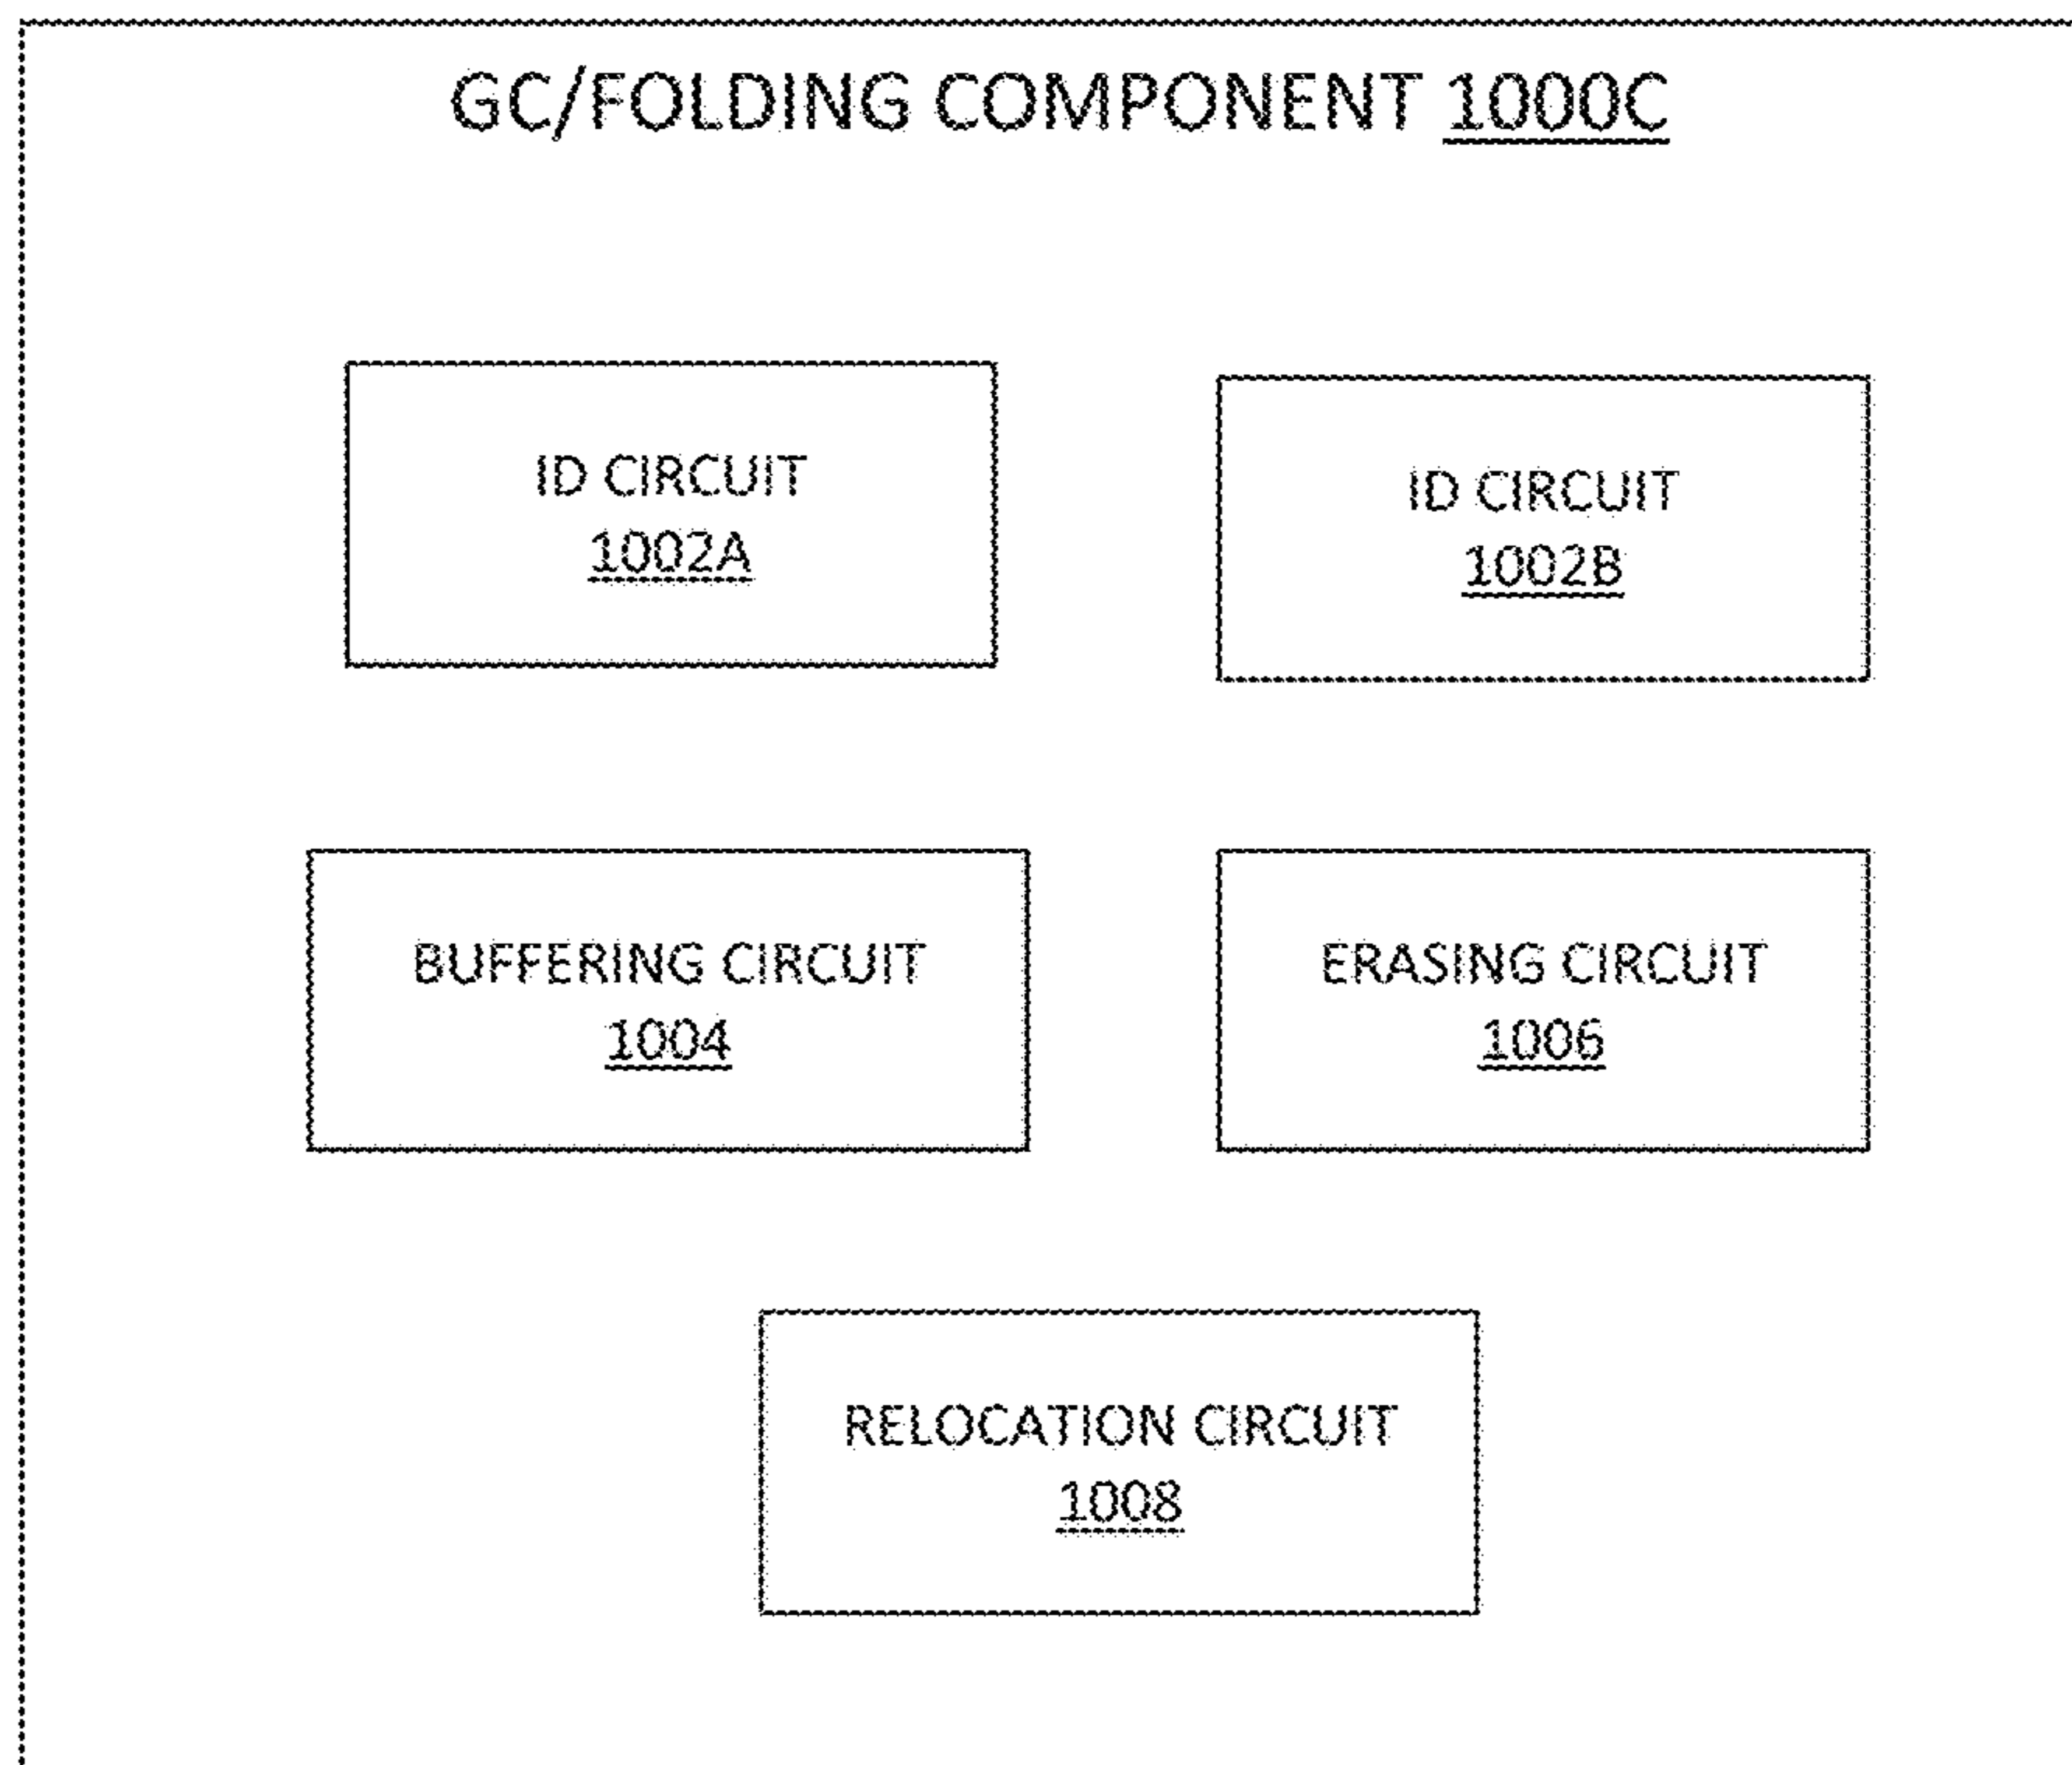 GC/FOLDING COMPONENT 1000C
ID CIRCUIT
1002A
ID CIRCUIT
1002B
BUFFERING CIRCUIT
1004
ERASING CIRCUIT
1006
RELOCATION CIRCUIT
1008